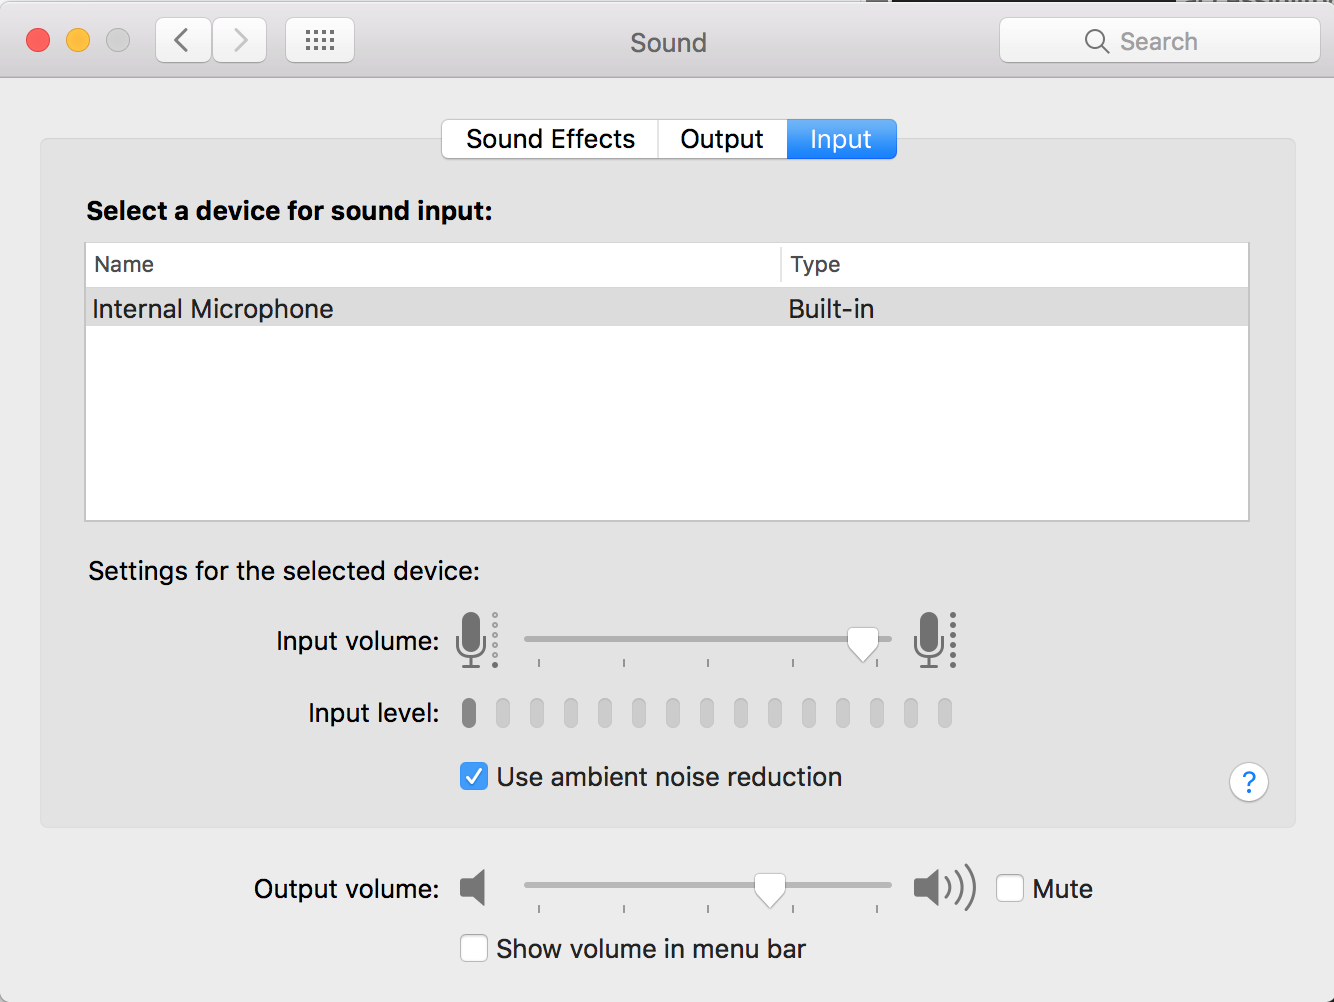 Sound
Search
Sound Effects Output Input
Select a device for sound input:
Name Type
Internal Microphone Built-in
Settings for the selected device:
Input volume:
Input level:
Use ambient noise reduction
?
Output volume: Mute
Show volume in menu bar